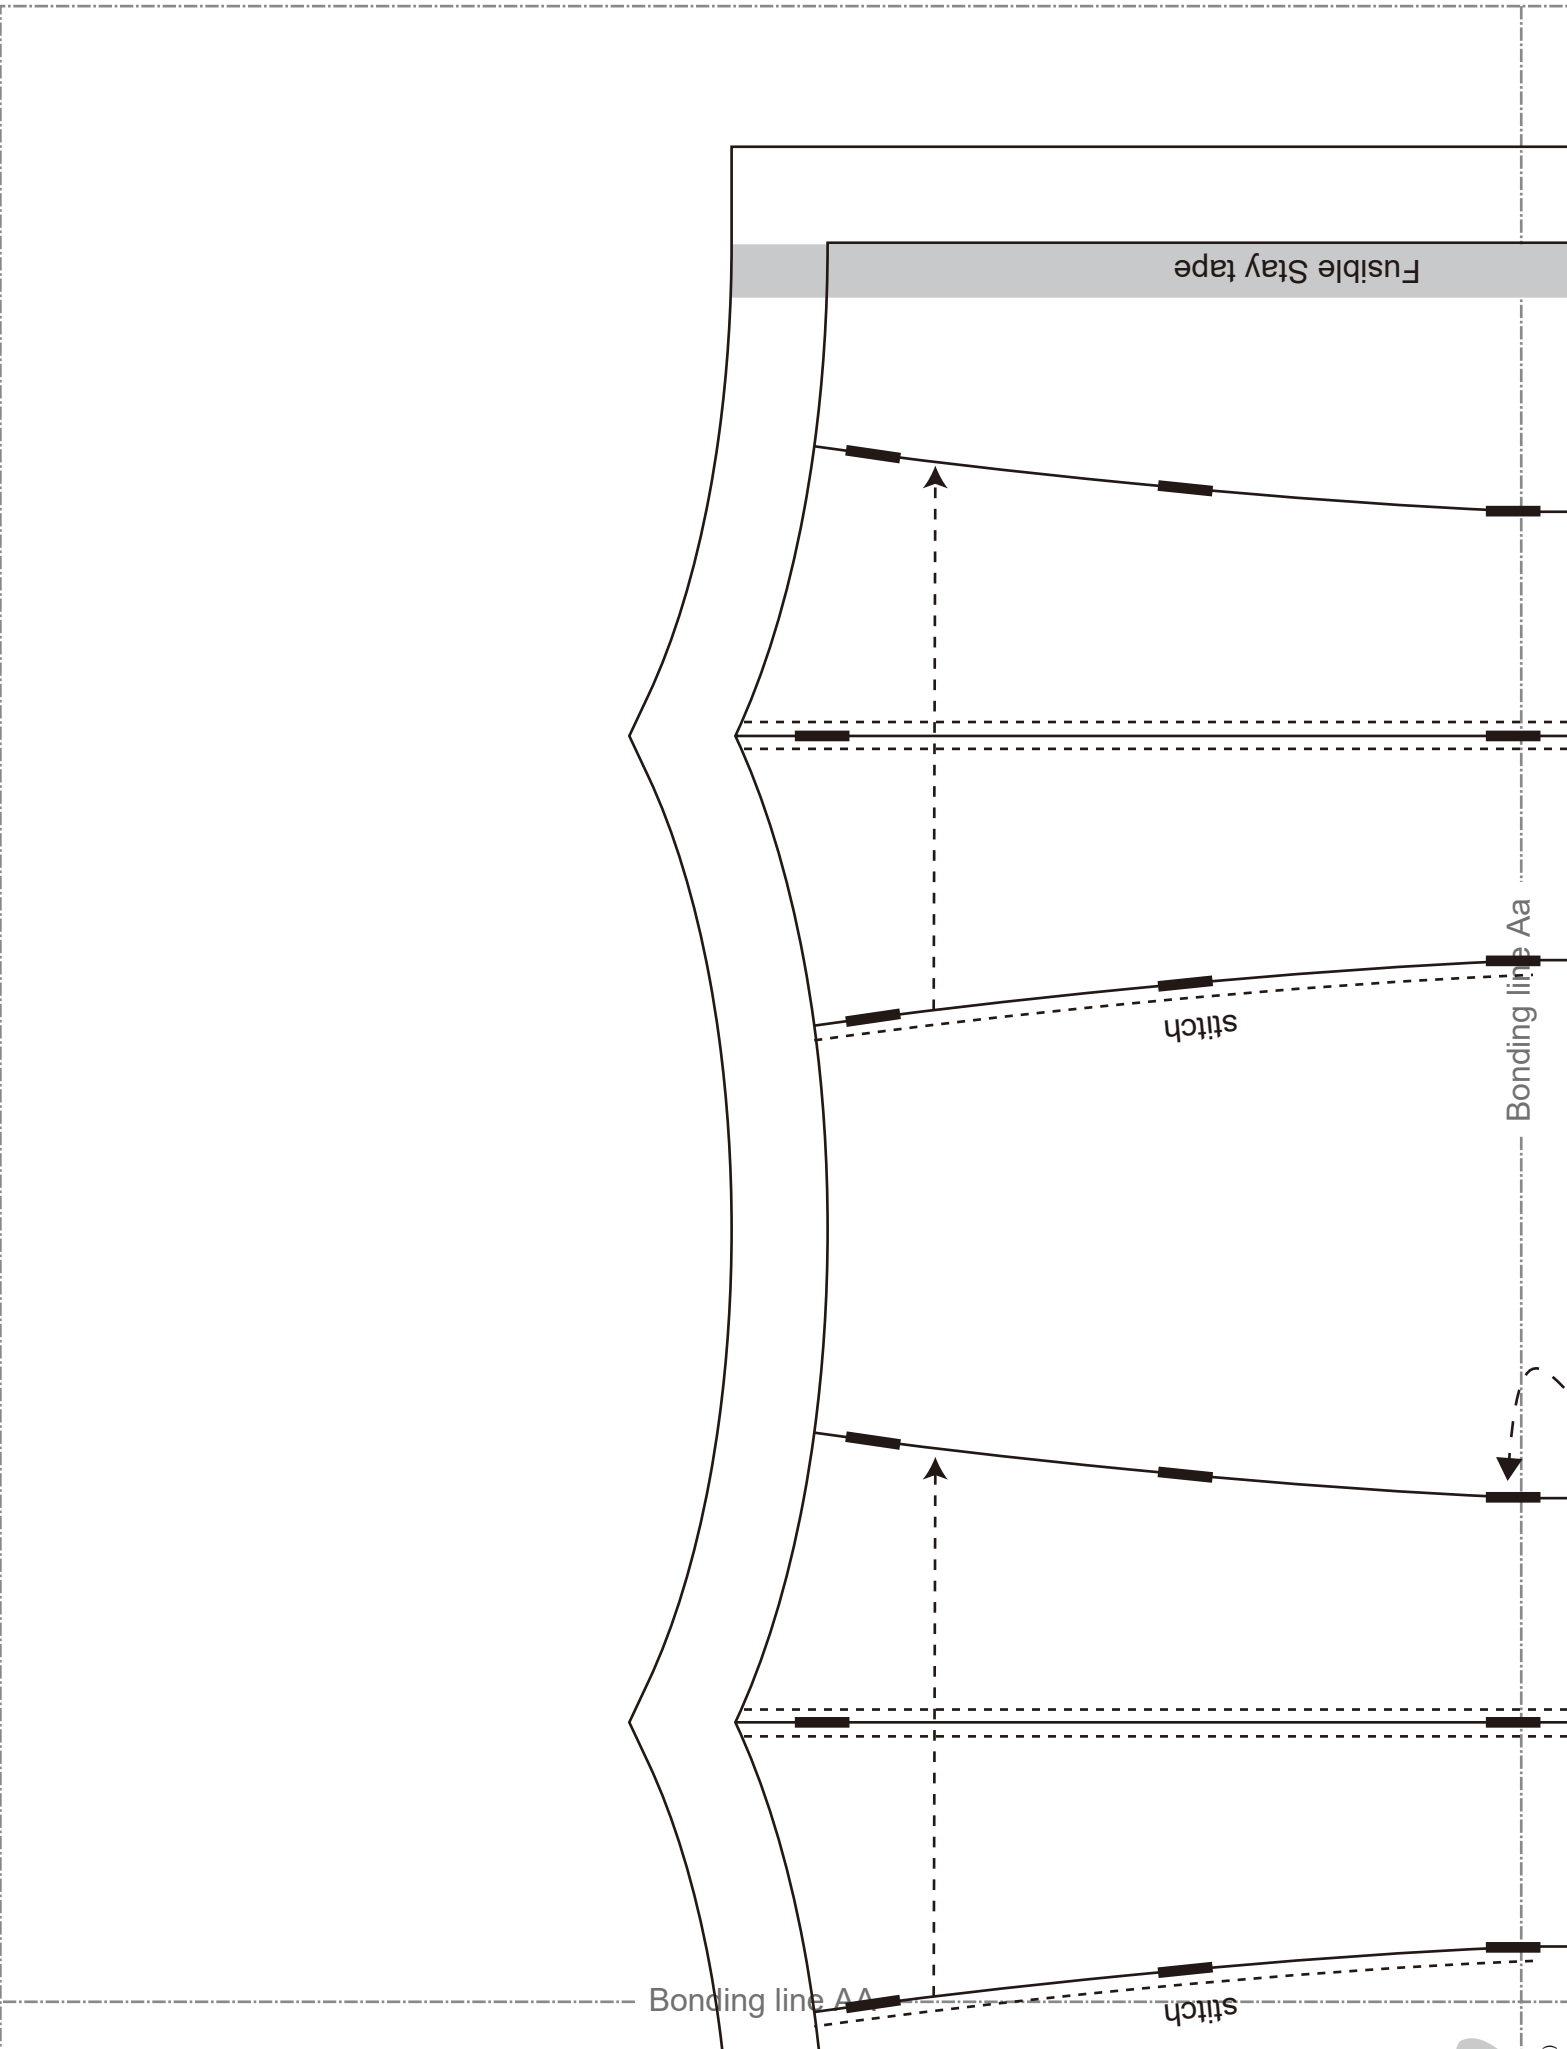 Fusible Stay tape
Bonding line Aa
stitch
Bonding line AA
stitch